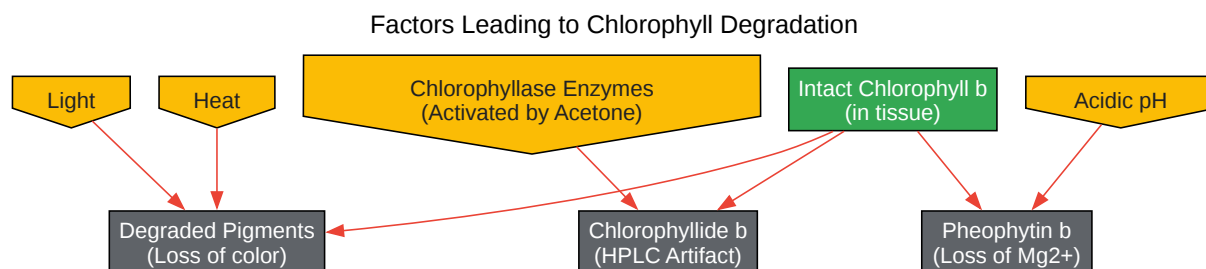 Factors Leading to Chlorophyll Degradation
Light
Heat
Chlorophyllase Enzymes
(Activated by Acetone)
Intact Chlorophyll b
(in tissue)
Acidic pH
Degraded Pigments
(Loss of color)
Chlorophyllide b
(HPLC Artifact)
Pheophytin b
(Loss of Mg2+)